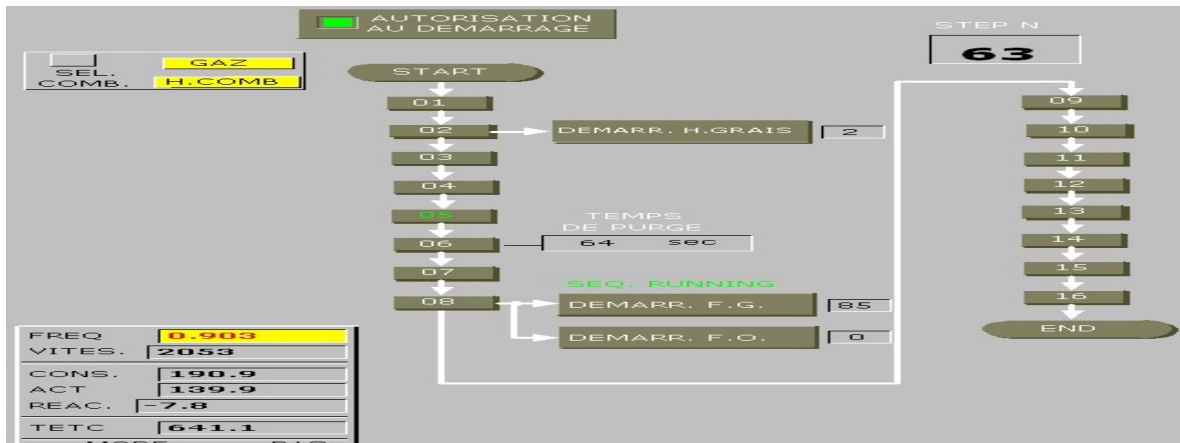 AUTORISATION
AU DEMARRAGE
STEP N
63
SEL.
COMB.
GAZ
H.COMB
START
01
02
DEMARR. H.GRAIS
2
03
04
05
TEMPS
DE PURGE
06
64 sec
07
SEQ. RUNNING
08
DEMARR. F.G.
85
DEMARR. F.O.
0
09
10
11
12
13
14
15
16
END
FREQ 0.903
VITES. 2053
CONS. 190.9
ACT 139.9
REAC. -7.8
TETC 641.1